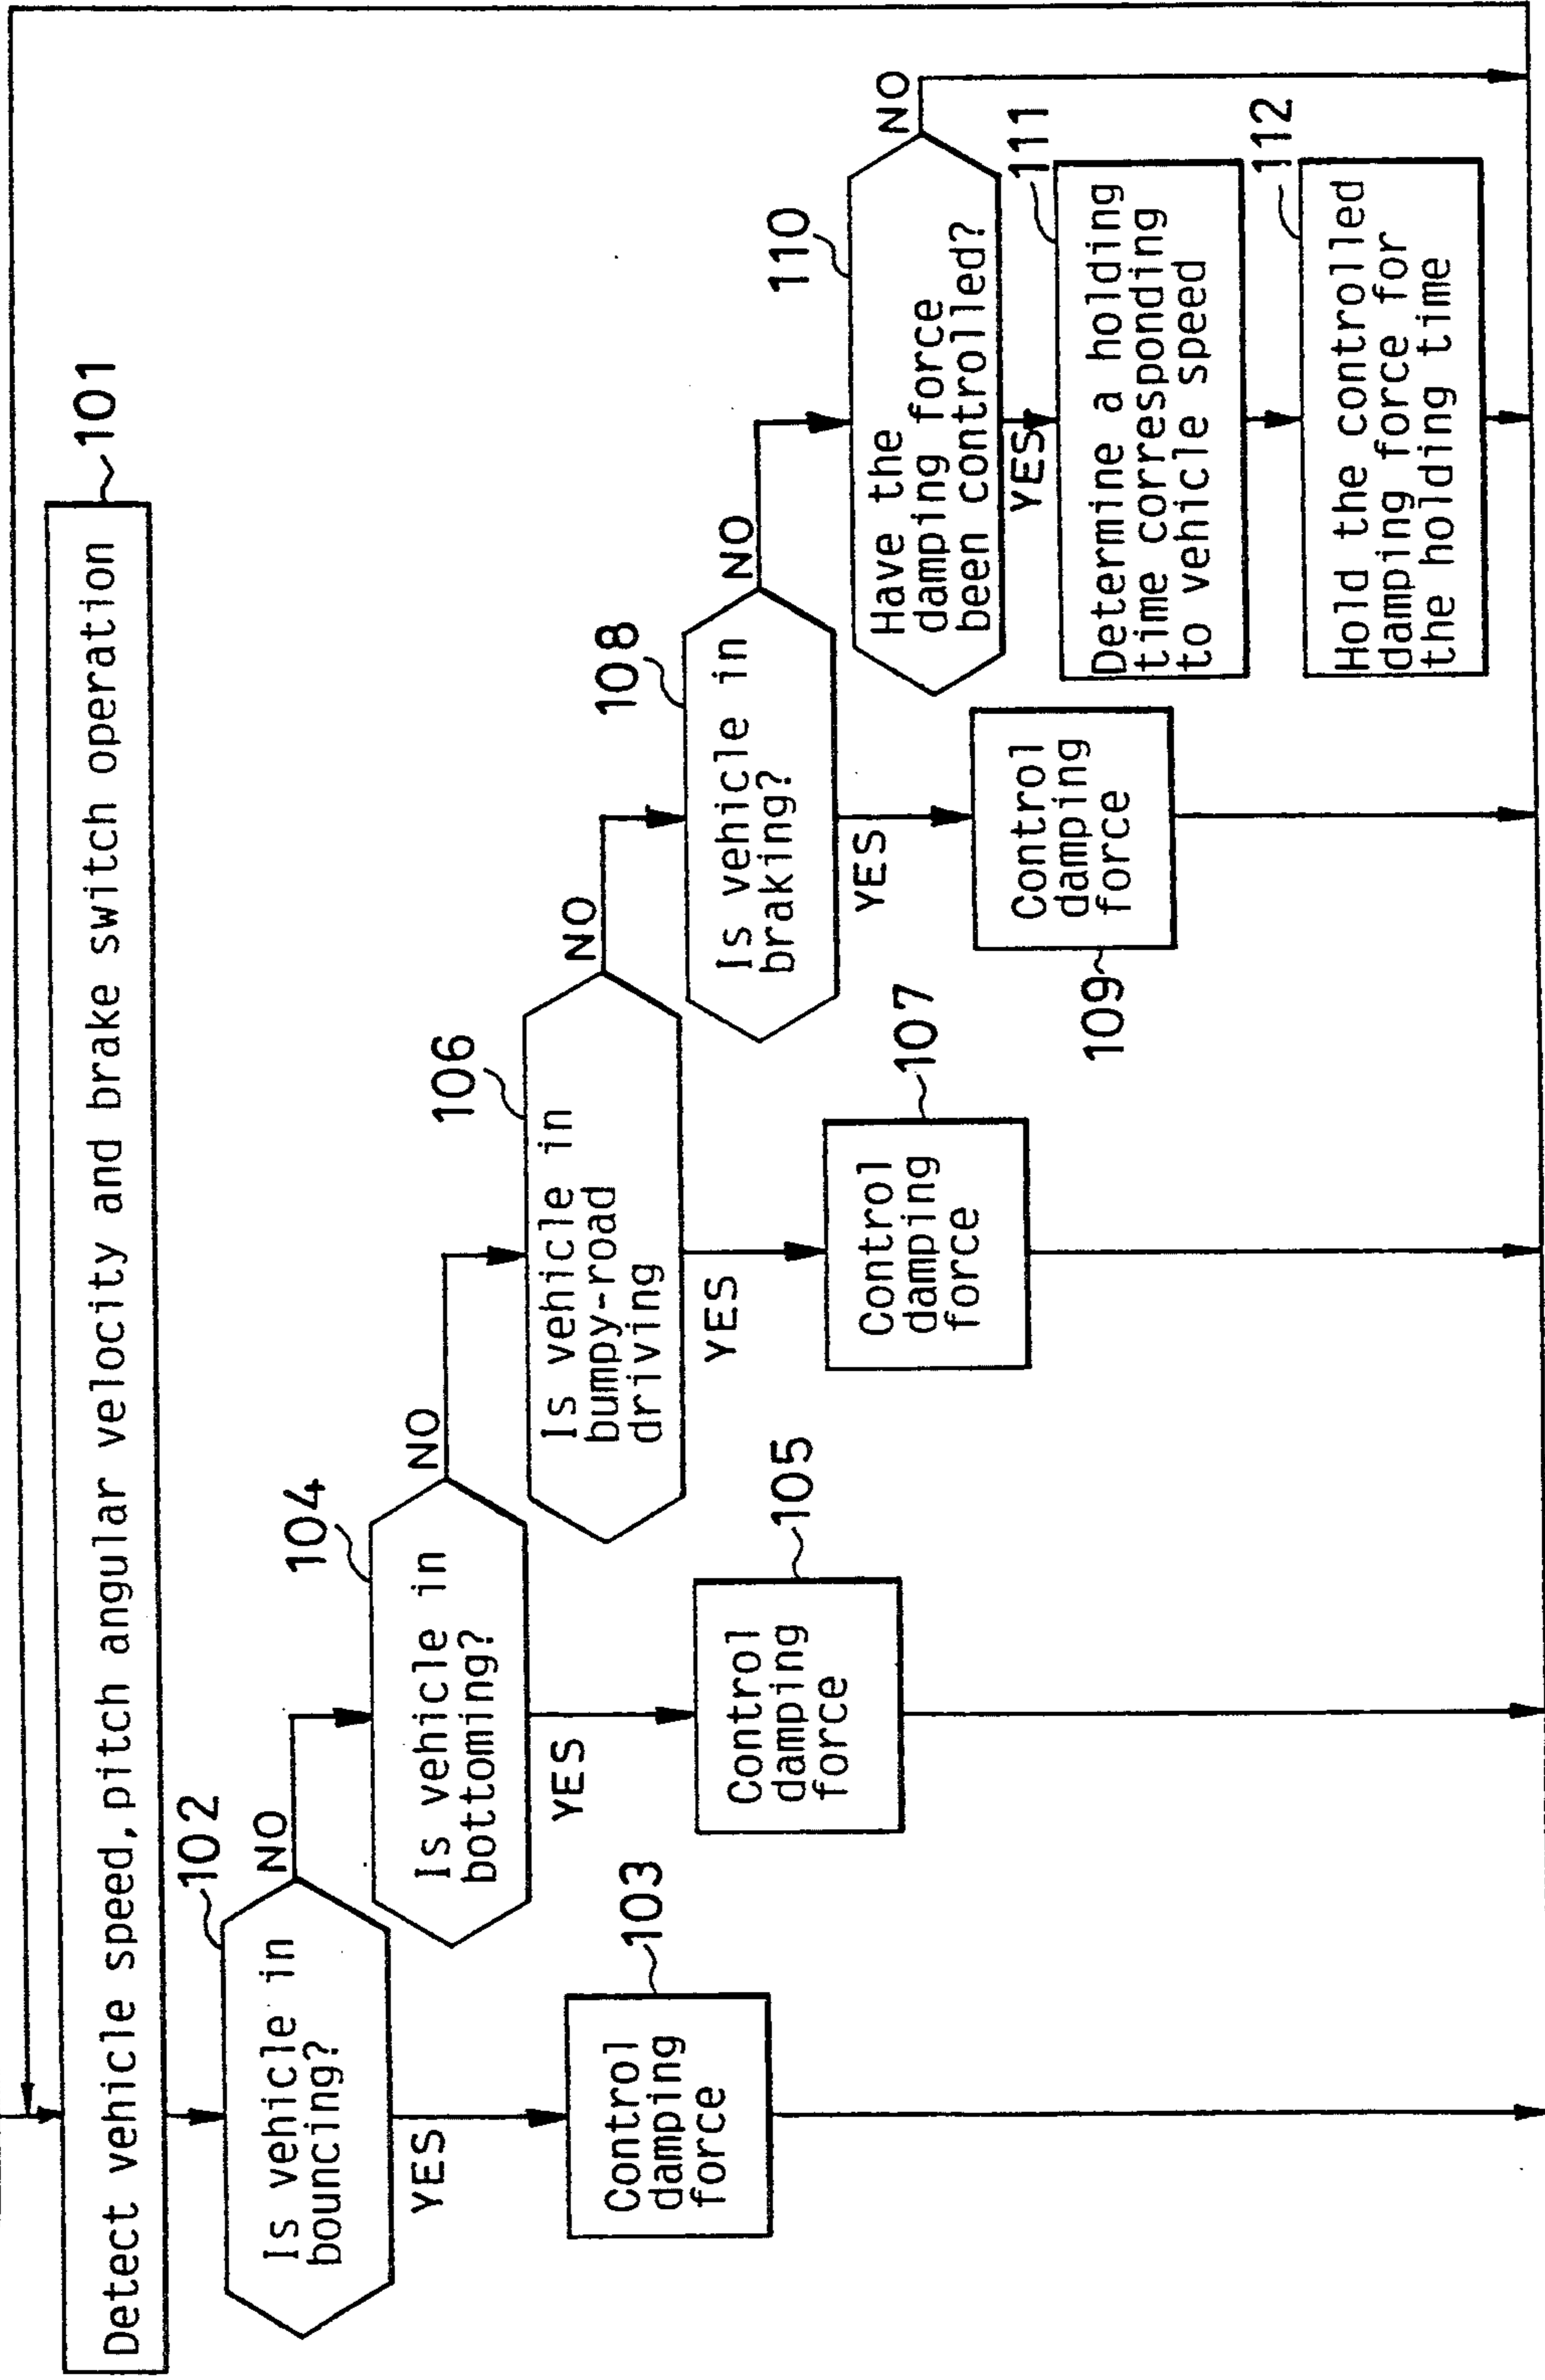 Detect vehicle speed, pitch angular velocity and brake switch operation
101
102
Is vehicle in
bouncing?
NO
YES
103
Control
damping
force
104
Is vehicle in
bottoming?
NO
YES
105
Control
damping
force
106
Is vehicle in
bumpy-road
driving
NO
YES
107
Control
damping
force
108
Is vehicle in
braking?
NO
YES
109
Control
damping
force
110
Have the
damping force
been controlled?
NO
YES
111
Determine a holding
time corresponding
to vehicle speed
112
Hold the controlled
damping force for
the holding time